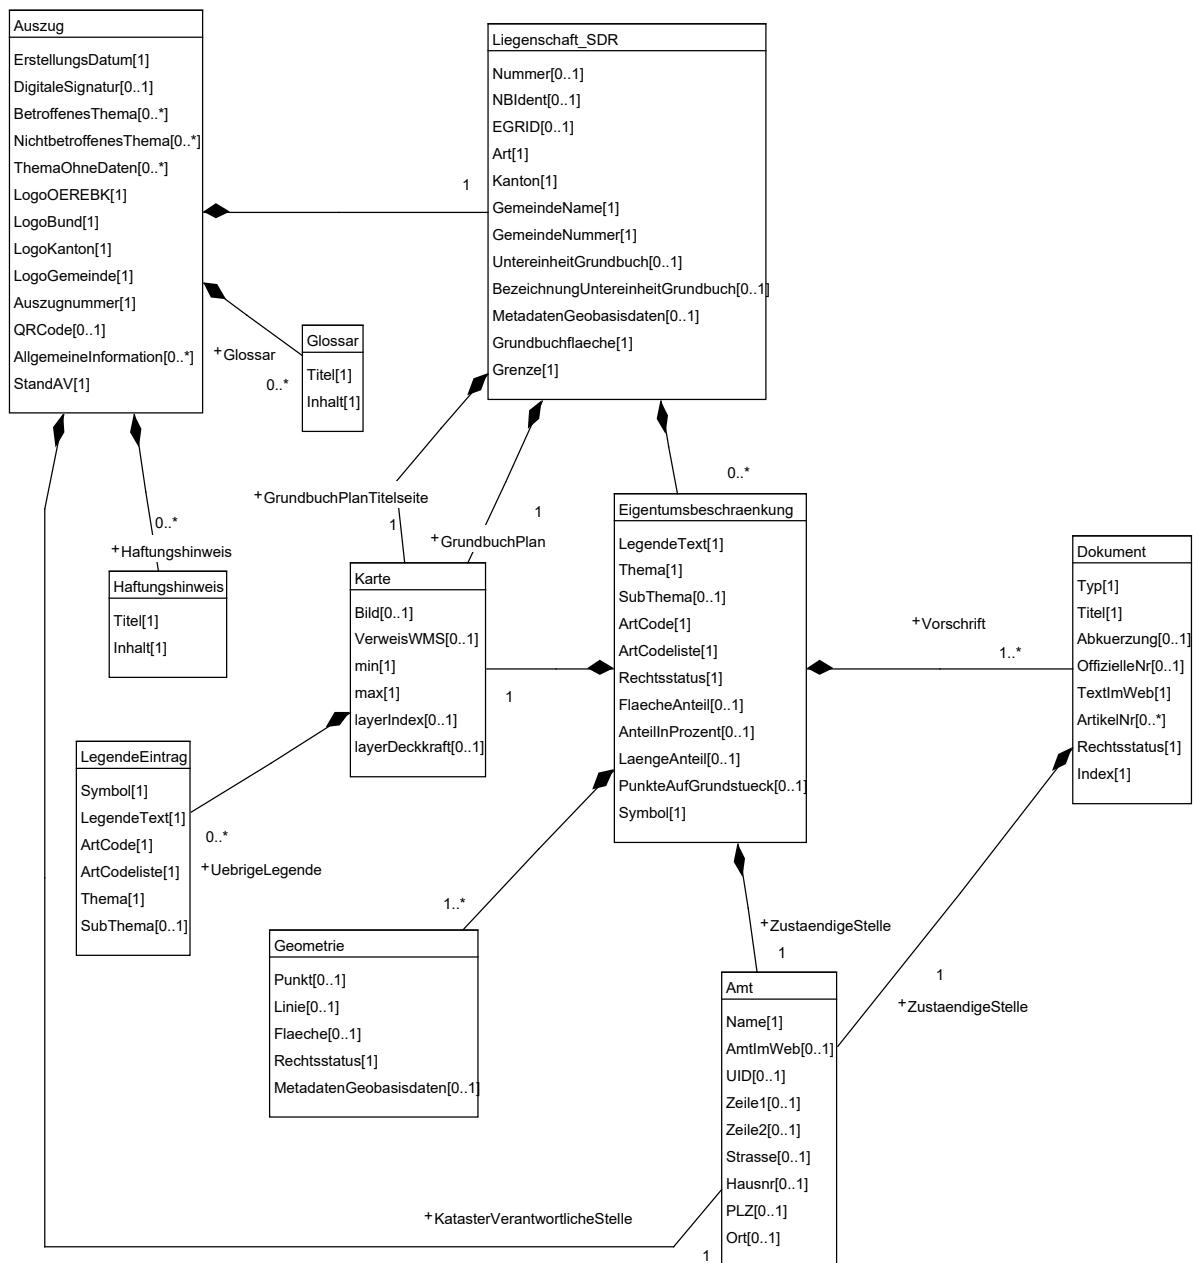 Auszug
ErstellungsDatum[1]
DigitaleSignatur[0..1]
BetroffenesThema[0..*]
NichtbetroffenesThema[0..*]
ThemaOhneDaten[0..*]
LogoOEREBK[1]
LogoBund[1]
LogoKanton[1]
LogoGemeinde[1]
Auszugnummer[1]
QRCode[0..1]
AllgemeineInformation[0..*]
StandAV[1]
Liegenschaft_SDR
Nummer[0..1]
NBIdent[0..1]
EGRID[0..1]
Art[1]
Kanton[1]
GemeindeName[1]
GemeindeNummer[1]
UntereinheitGrundbuch[0..1]
BezeichnungUntereinheitGrundbuch[0..1]
MetadatenGeobasisdaten[0..1]
Grundbuchflaeche[1]
Grenze[1]
1
+Glossar
0..*
Glossar
Titel[1]
Inhalt[1]
0..*
+Haftungshinweis
Haftungshinweis
Titel[1]
Inhalt[1]
+GrundbuchPlanTitelseite
1
1
+GrundbuchPlan
0..*
Karte
Bild[0..1]
VerweisWMS[0..1]
min[1]
max[1]
layerIndex[0..1]
layerDeckkraft[0..1]
1
Eigentumsbeschraenkung
LegendeText[1]
Thema[1]
SubThema[0..1]
ArtCode[1]
ArtCodeliste[1]
Rechtsstatus[1]
FlaecheAnteil[0..1]
AnteilInProzent[0..1]
LaengeAnteil[0..1]
PunkteAufGrundstueck[0..1]
Symbol[1]
+Vorschrift
1..*
Dokument
Typ[1]
Titel[1]
Abkuerzung[0..1]
OffizielleNr[0..1]
TextImWeb[1]
ArtikelNr[0..*]
Rechtsstatus[1]
Index[1]
LegendeEintrag
Symbol[1]
LegendeText[1]
ArtCode[1]
ArtCodeliste[1]
Thema[1]
SubThema[0..1]
0..*
+UebrigeLegende
1..*
Geometrie
Punkt[0..1]
Linie[0..1]
Flaeche[0..1]
Rechtsstatus[1]
MetadatenGeobasisdaten[0..1]
+ZustaendigeStelle
1
1
+ZustaendigeStelle
Amt
Name[1]
AmtImWeb[0..1]
UID[0..1]
Zeile1[0..1]
Zeile2[0..1]
Strasse[0..1]
Hausnr[0..1]
PLZ[0..1]
Ort[0..1]
+KatasterVerantwortlicheStelle
1